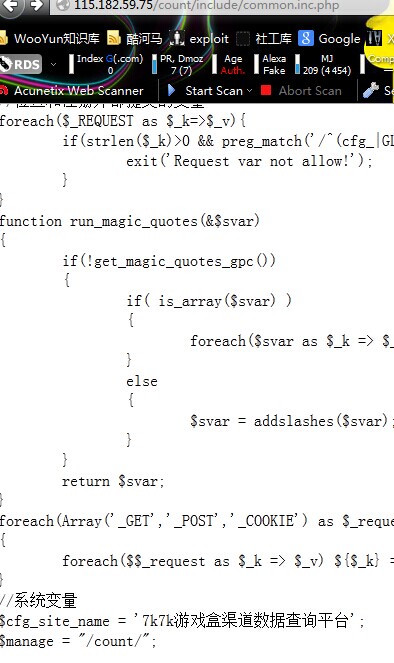 115.182.59.75/count/include/common.inc.php
WooYun知识库 酷河马 exploit 社工库 Google
RDS Index G(.com) 0 PR, Dmoz 7 (7) Age Auth. Alexa Fake MJ 209 (4 454) Comp
Acunetix Web Scanner Start Scan Abort Scan Se
foreach($_REQUEST as $_k=>$_v){
if(strlen($_k)>0 && preg_match('/^(cfg_|GL
exit('Request var not allow!');
}
}
function run_magic_quotes(&$svar)
{
if(!get_magic_quotes_gpc())
{
if( is_array($svar) )
{
foreach($svar as $_k => $_
}
else
{
$svar = addslashes($svar);
}
}
return $svar;
}
foreach(Array('_GET','_POST','_COOKIE') as $_reque
{
foreach($$_request as $_k => $_v) ${$_k} =
}
//系统变量
$cfg_site_name = '7k7k游戏盒渠道数据查询平台';
$manage = "/count/";